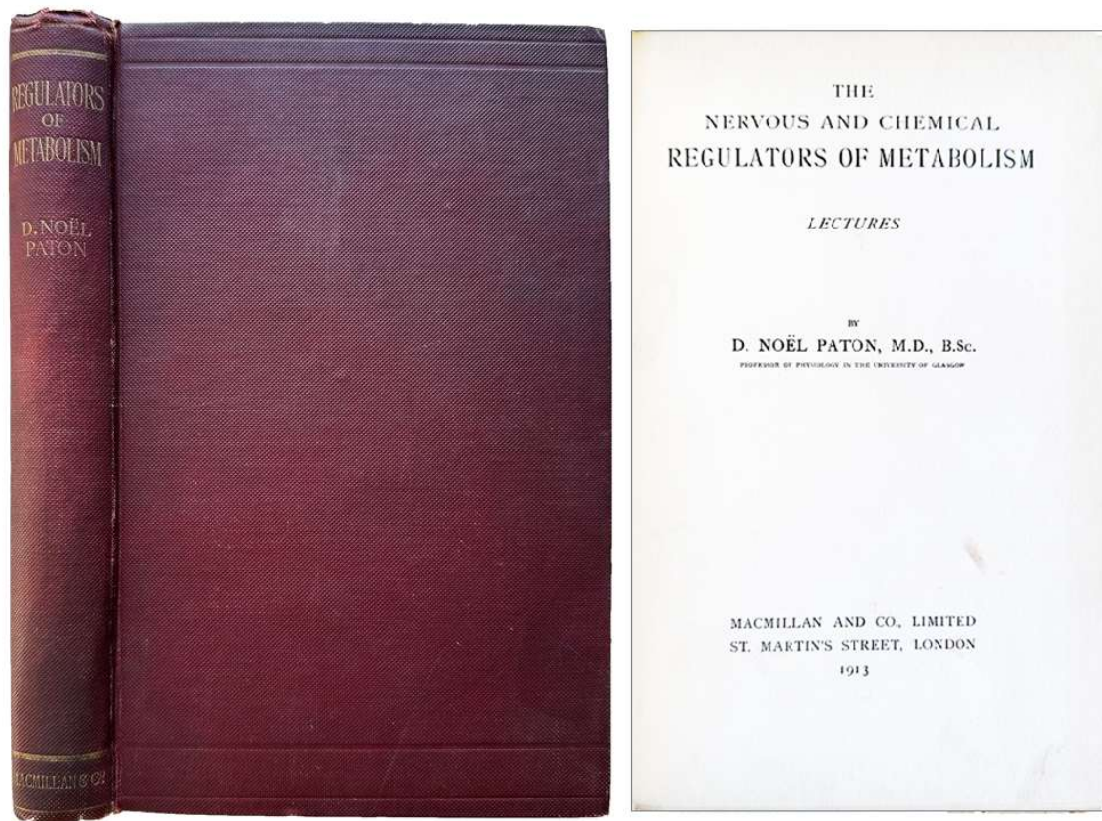 REGULATORS
OF
METABOLISM
D. NOËL
PATON
MACMILLAN & Co.
THE
NERVOUS AND CHEMICAL
REGULATORS OF METABOLISM
LECTURES
BY
D. NOËL PATON, M.D., B.Sc.
PROFESSOR OF PHYSIOLOGY IN THE UNIVERSITY OF GLASGOW
MACMILLAN AND CO., LIMITED
ST. MARTIN'S STREET, LONDON
1913